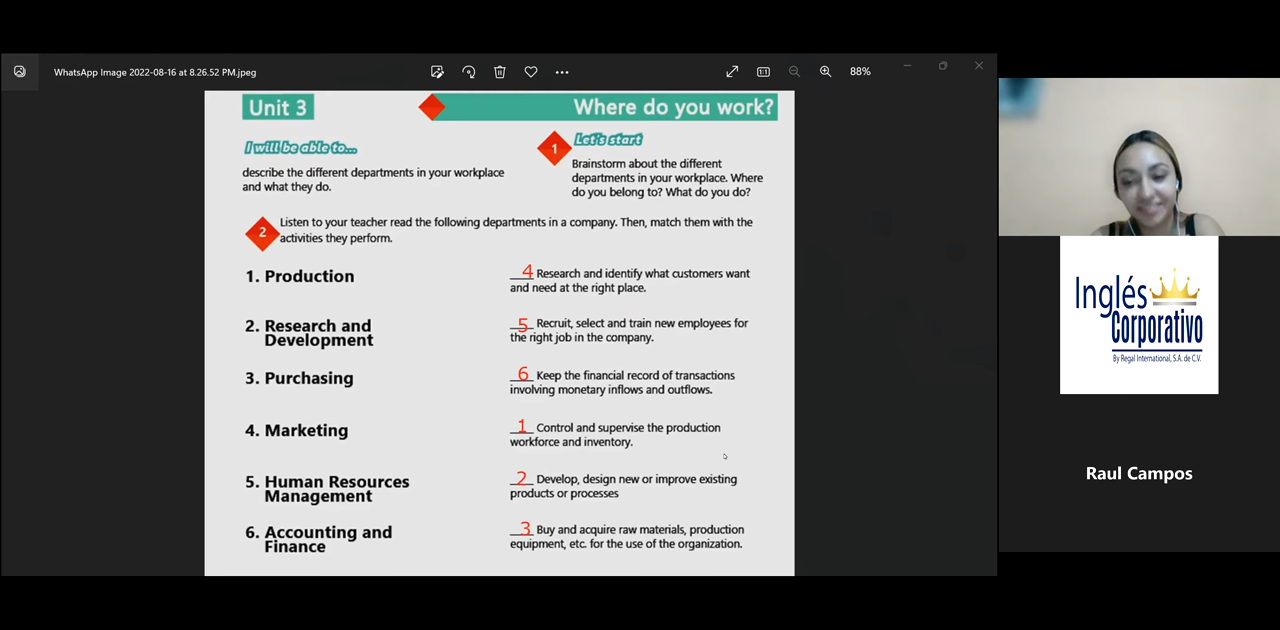 WhatsApp Image 2022-08-16 at 8.26.52 PM.jpeg
88%
Unit 3
Where do you work?
I will be able to...
describe the different departments in your workplace
and what they do.
1
Let's start
Brainstorm about the different
departments in your workplace. Where
do you belong to? What do you do?
2
Listen to your teacher read the following departments in a company. Then, match them with the
activities they perform.
1. Production
4 Research and identify what customers want
and need at the right place.
2. Research and
Development
5 Recruit, select and train new employees for
the right job in the company.
3. Purchasing
6 Keep the financial record of transactions
involving monetary inflows and outflows.
4. Marketing
1 Control and supervise the production
workforce and inventory.
5. Human Resources
Management
2 Develop, design new or improve existing
products or processes
6. Accounting and
Finance
3 Buy and acquire raw materials, production
equipment, etc. for the use of the organization.
Inglés
Corporativo
By Regal International, S.A. de C.V.
Raul Campos